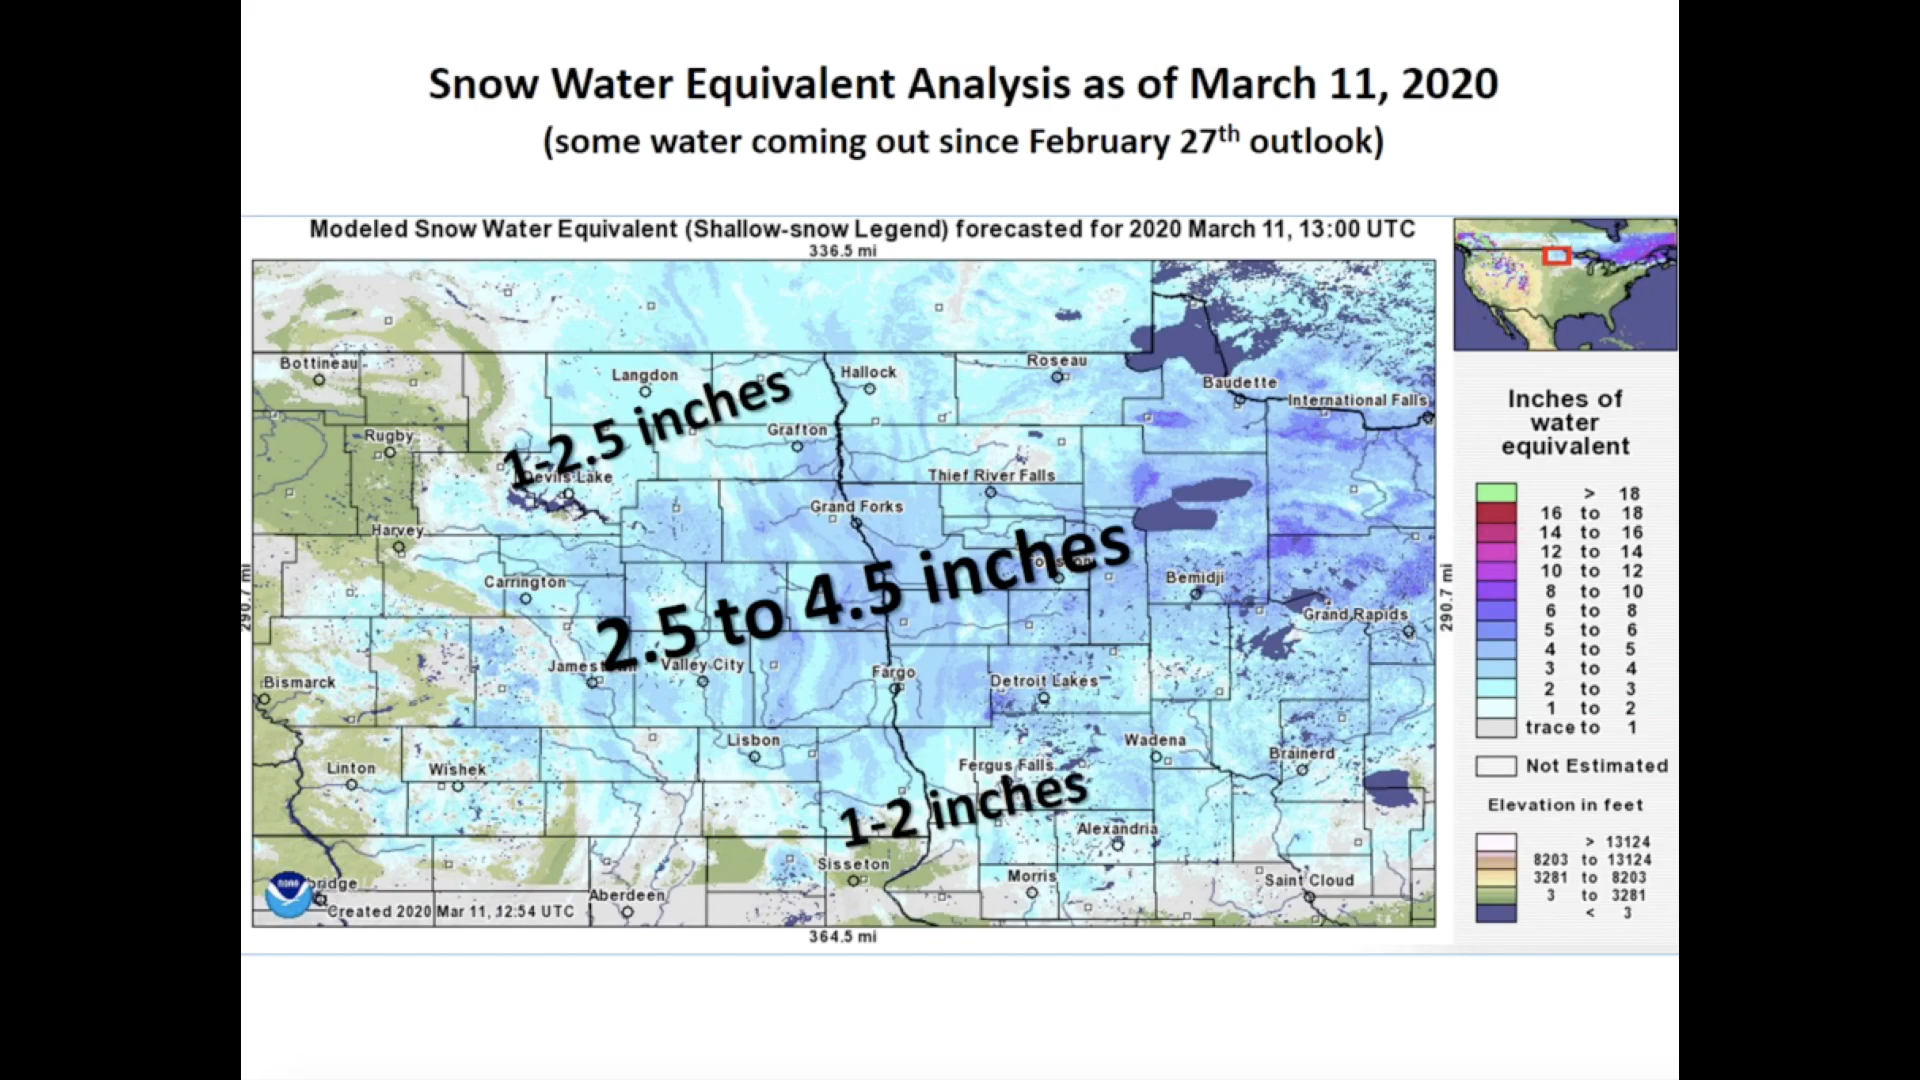 Snow Water Equivalent Analysis as of March 11, 2020
(some water coming out since February 27th outlook)
Modeled Snow Water Equivalent (Shallow-snow Legend) forecasted for 2020 March 11, 13:00 UTC
336.5 mi
Bottineau
Langdon
Hallock
Roseau
Baudette
International Falls
1-2.5 inches
Rugby
Grafton
Devils Lake
Thief River Falls
Grand Forks
Harvey
Carrington
2.5 to 4.5 inches
Bemidji
Grand Rapids
290.7 mi
290.7 mi
Valley City
Fargo
Detroit Lakes
Bismarck
Lisbon
Wadena
Brainerd
Linton
Wishek
Fergus Falls
1-2 inches
Alexandria
Sisseton
Morris
Saint Cloud
NOAA
bridge
Aberdeen
Created 2020 Mar 11, 12:54 UTC
364.5 mi
Inches of
water
equivalent
> 18
16 to 18
14 to 16
12 to 14
10 to 12
8 to 10
6 to 8
5 to 6
4 to 5
3 to 4
2 to 3
1 to 2
trace to 1
Not Estimated
Elevation in feet
> 13124
8203 to 13124
3281 to 8203
3 to 3281
< 3